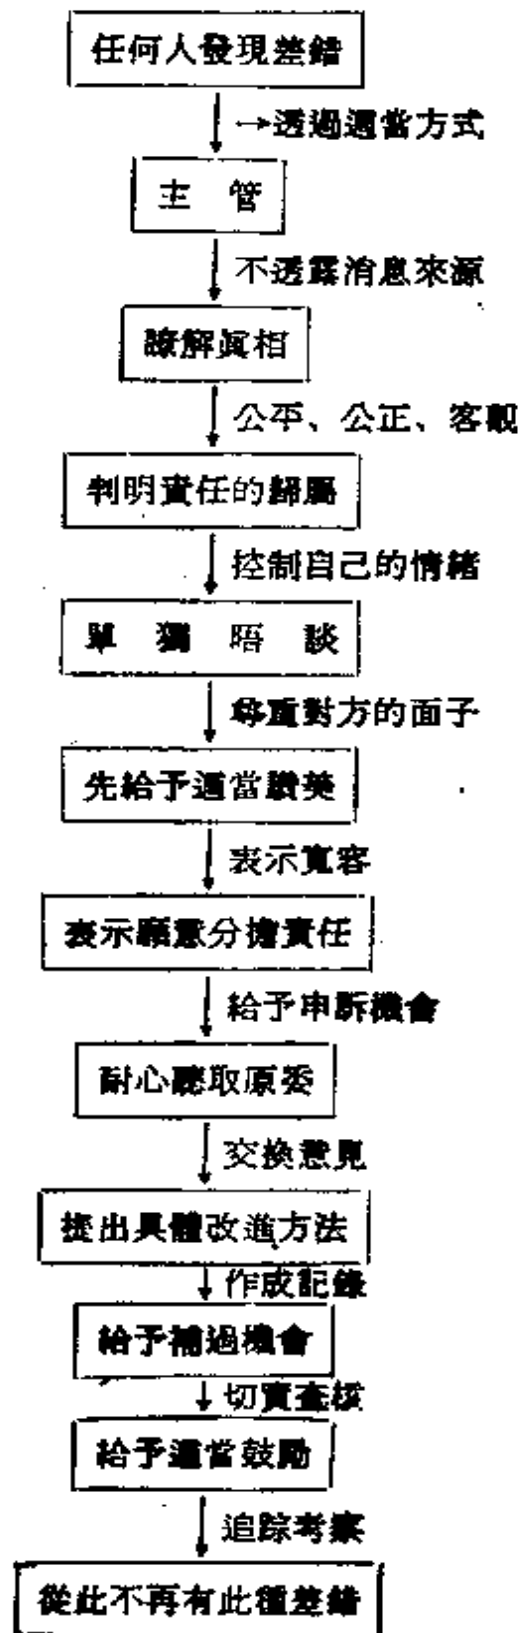 任何人發現差錯
→透過適當方式
主 管
不透露消息來源
瞭解眞相
公平、公正、客觀
判明責任的歸屬
控制自己的情緒
單 獨 晤 談
尊重對方的面子
先給予適當讚美
表示寬容
表示願意分擔責任
給予申訴機會
耐心聽取原委
交換意見
提出具體改進方法
作成記錄
給予補過機會
切實查核
給予適當鼓勵
追踪考察
從此不再有此種差錯